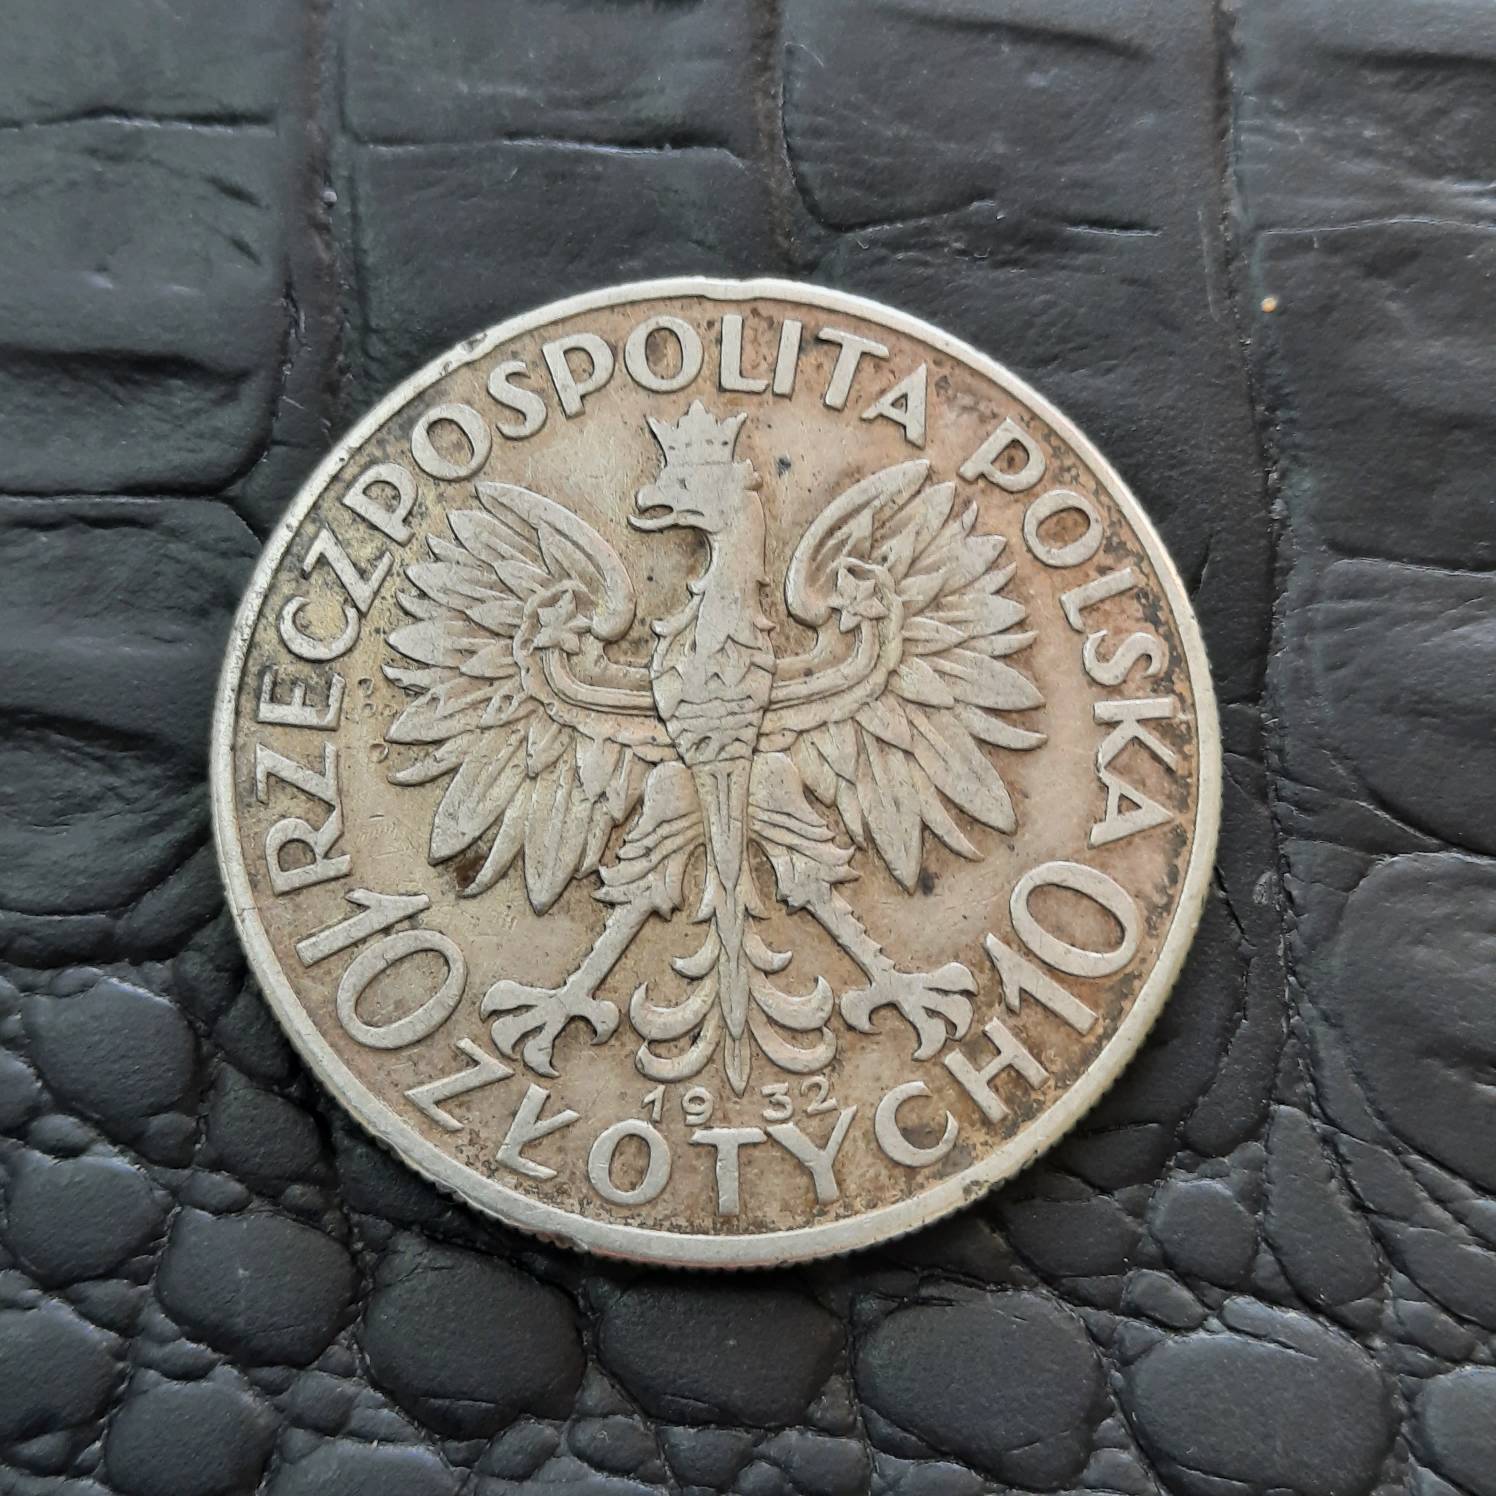 RZECZPOSPOLITA POLSKA
1932
10 ZŁOTYCH 10